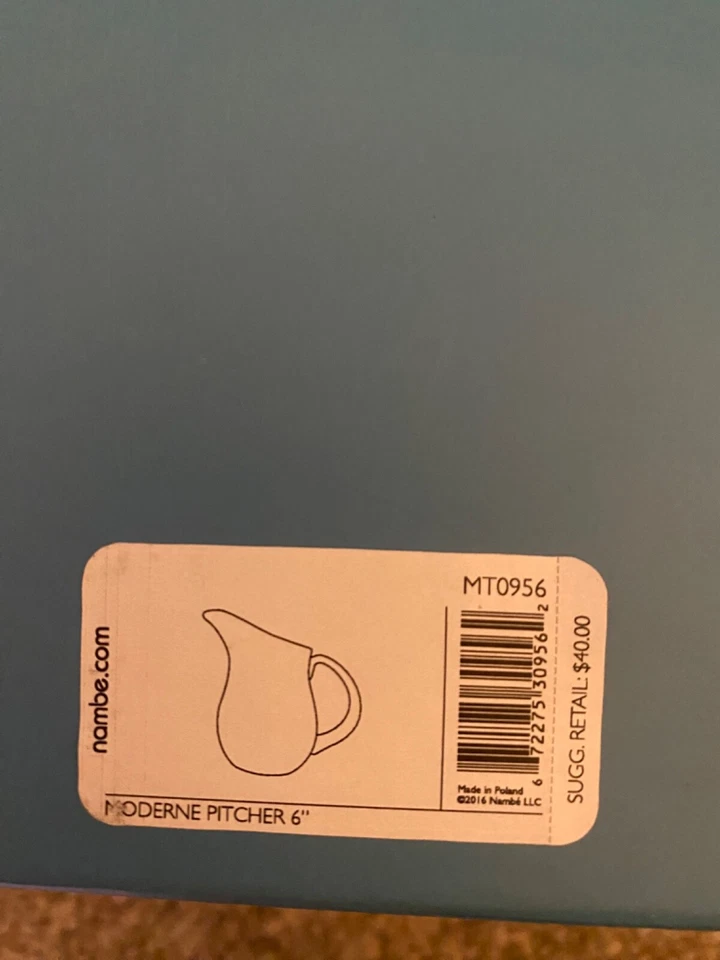 nambe.com
MODERNE PITCHER 6"
MT0956
6 72275 30956 2
Made in Poland
©2016 Nambé LLC
SUGG. RETAIL: $40.00